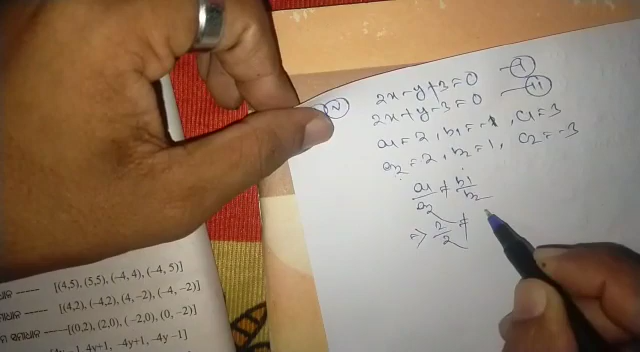 2x-y+3=0 —(I)
(V) 2x+y-3=0 —(II)
a1=2, b1=-1, c1=3
a2=2, b2=1, c2=-3
a1/a2 ≠ b1/b2
=> 2/2 ≠
ଧାନ —— [(4,5), (5,5), (-4, 4), (-4, 5)]
ସମାଧାନ —— [(4,2), (-4,2), (4, -2), (-4, -2)]
ସମାଧାନ ——[(0,2), (2,0), (-2,0), (0, -2)]
4y+1, -4y+1, -4y-1]